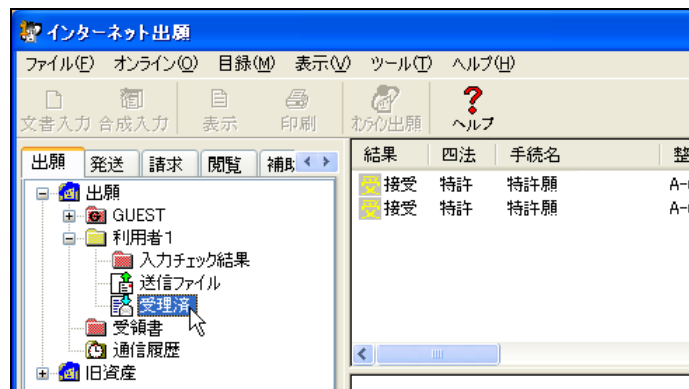 インターネット出願
ファイル(F) オンライン(O) 目録(M) 表示(V) ツール(T) ヘルプ(H)
文書入力 合成入力 表示 印刷 オンライン出願 ヘルプ
出願 発送 請求 閲覧 補助
結果 四法 手続名 整
受 接受 特許 特許願 A-
受 接受 特許 特許願 A-
出願
GUEST
利用者1
入力チェック結果
送信ファイル
受理済
受領書
通信履歴
旧資産